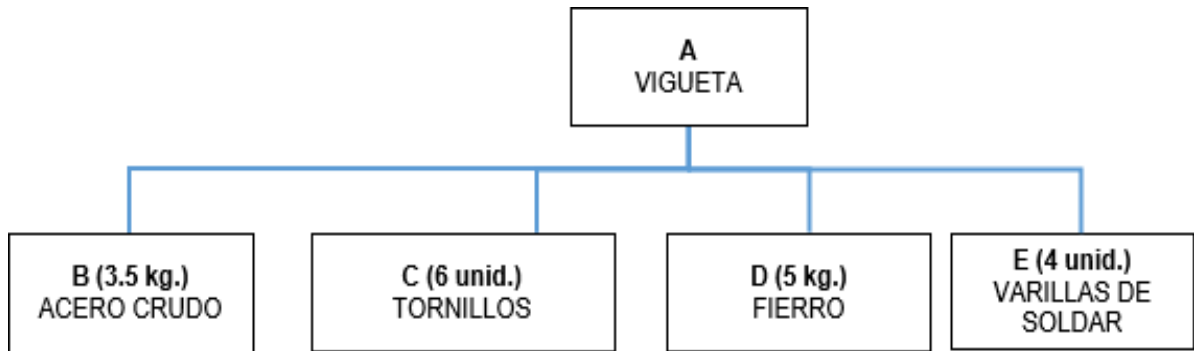 A
VIGUETA
B (3.5 kg.)
ACERO CRUDO
C (6 unid.)
TORNILLOS
D (5 kg.)
FIERRO
E (4 unid.)
VARILLAS DE
SOLDAR